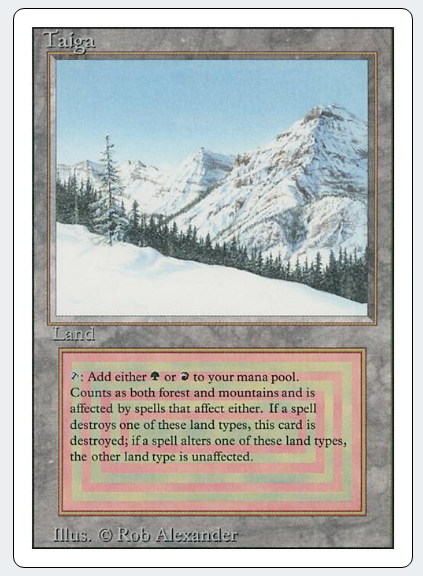 Taiga
Land
: Add either or to your mana pool.
Counts as both forest and mountains and is
affected by spells that affect either. If a spell
destroys one of these land types, this card is
destroyed; if a spell alters one of these land types,
the other land type is unaffected.
Illus. © Rob Alexander